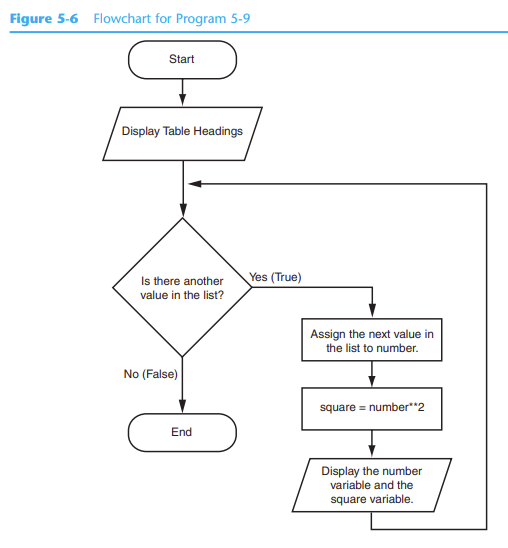 Figure 5-6 Flowchart for Program 5-9
Start
Display Table Headings
Is there another
value in the list?
Yes (True)
Assign the next value in
the list to number.
No (False)
square = number**2
End
Display the number
variable and the
square variable.